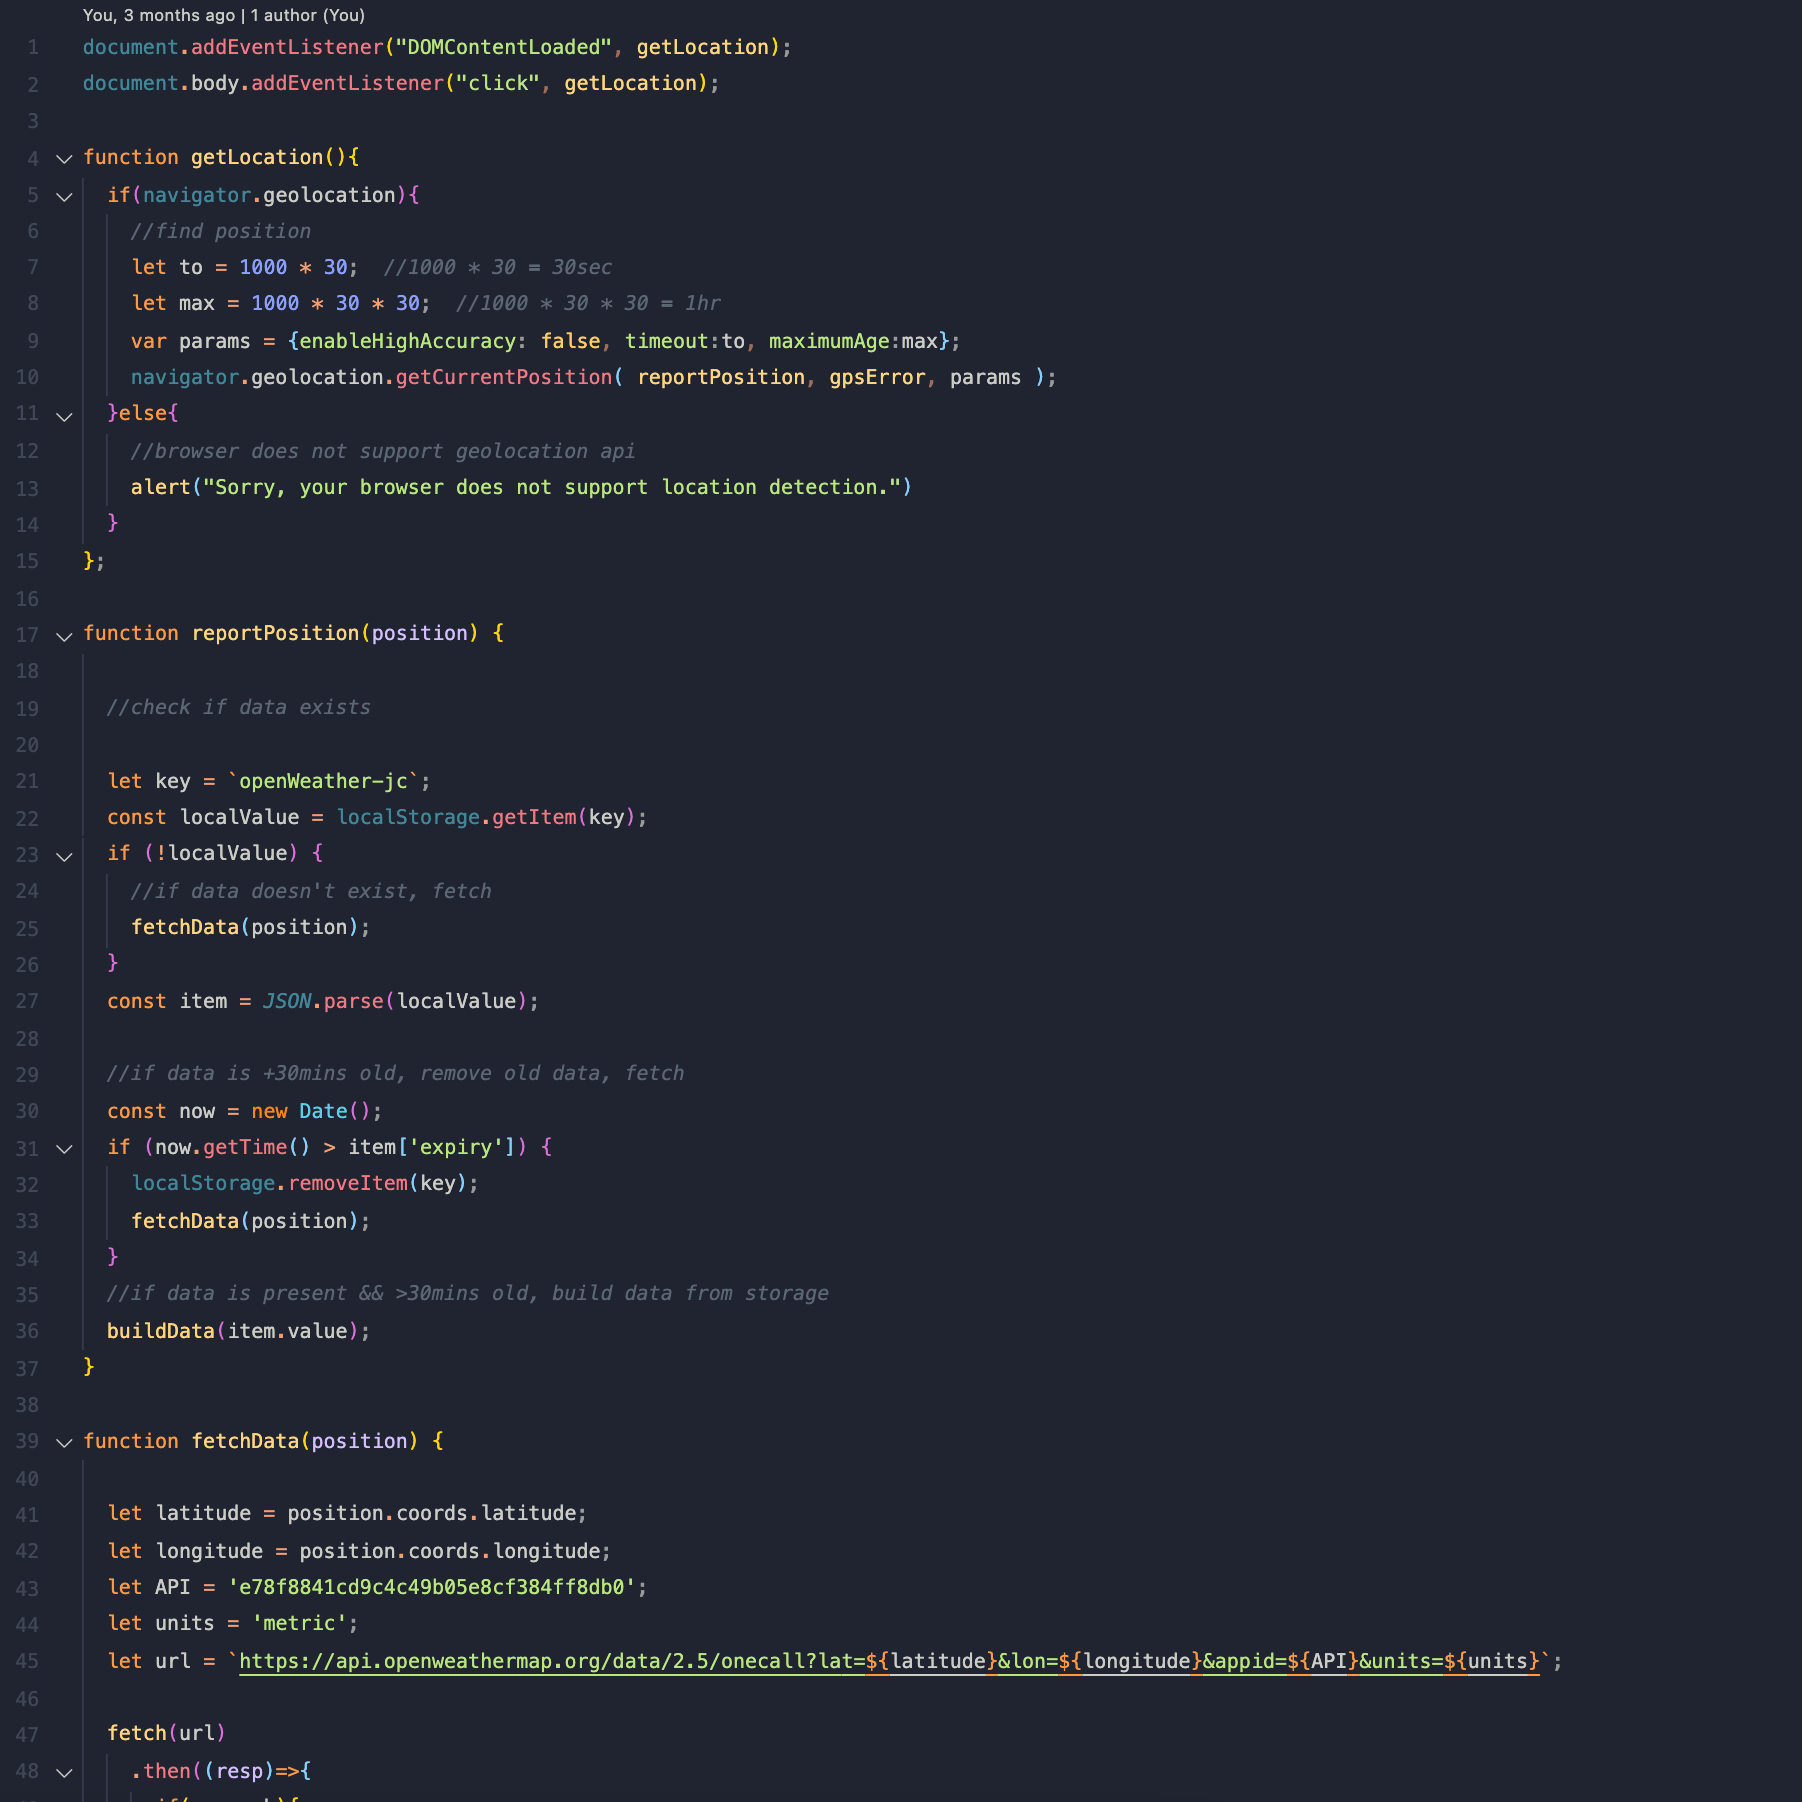 You, 3 months ago | 1 author (You)
1 document.addEventListener("DOMContentLoaded", getLocation);
2 document.body.addEventListener("click", getLocation);
3
4 function getLocation(){
5 if(navigator.geolocation){
6 //find position
7 let to = 1000 * 30; //1000 * 30 = 30sec
8 let max = 1000 * 30 * 30; //1000 * 30 * 30 = 1hr
9 var params = {enableHighAccuracy: false, timeout:to, maximumAge:max};
10 navigator.geolocation.getCurrentPosition( reportPosition, gpsError, params );
11 }else{
12 //browser does not support geolocation api
13 alert("Sorry, your browser does not support location detection.")
14 }
15 };
16
17 function reportPosition(position) {
18
19 //check if data exists
20
21 let key = `openWeather-jc`;
22 const localValue = localStorage.getItem(key);
23 if (!localValue) {
24 //if data doesn't exist, fetch
25 fetchData(position);
26 }
27 const item = JSON.parse(localValue);
28
29 //if data is +30mins old, remove old data, fetch
30 const now = new Date();
31 if (now.getTime() > item['expiry']) {
32 localStorage.removeItem(key);
33 fetchData(position);
34 }
35 //if data is present && >30mins old, build data from storage
36 buildData(item.value);
37 }
38
39 function fetchData(position) {
40
41 let latitude = position.coords.latitude;
42 let longitude = position.coords.longitude;
43 let API = 'e78f8841cd9c4c49b05e8cf384ff8db0';
44 let units = 'metric';
45 let url = `https://api.openweathermap.org/data/2.5/onecall?lat=${latitude}&lon=${longitude}&appid=${API}&units=${units}`;
46
47 fetch(url)
48 .then((resp)=>{